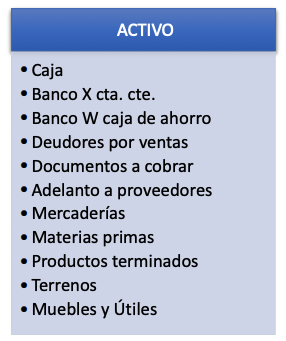 ACTIVO
• Caja
• Banco X cta. cte.
• Banco W caja de ahorro
• Deudores por ventas
• Documentos a cobrar
• Adelanto a proveedores
• Mercaderías
• Materias primas
• Productos terminados
• Terrenos
• Muebles y Útiles